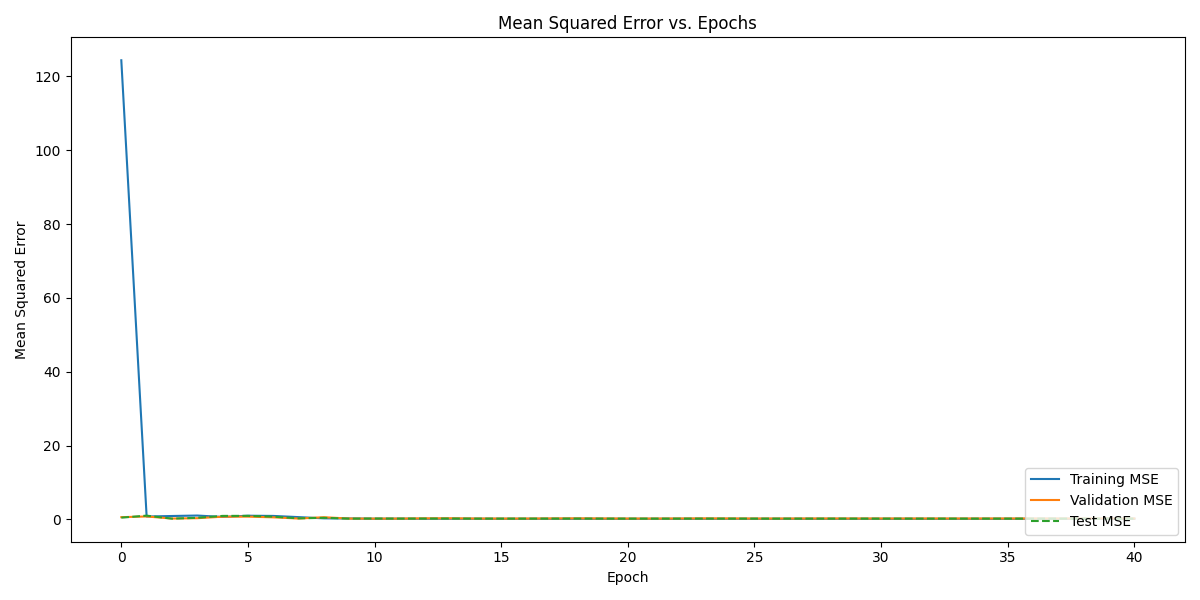 Mean Squared Error vs. Epochs
Mean Squared Error
120
100
80
60
40
20
0
0 5 10 15 20 25 30 35 40
Epoch
Training MSE
Validation MSE
Test MSE